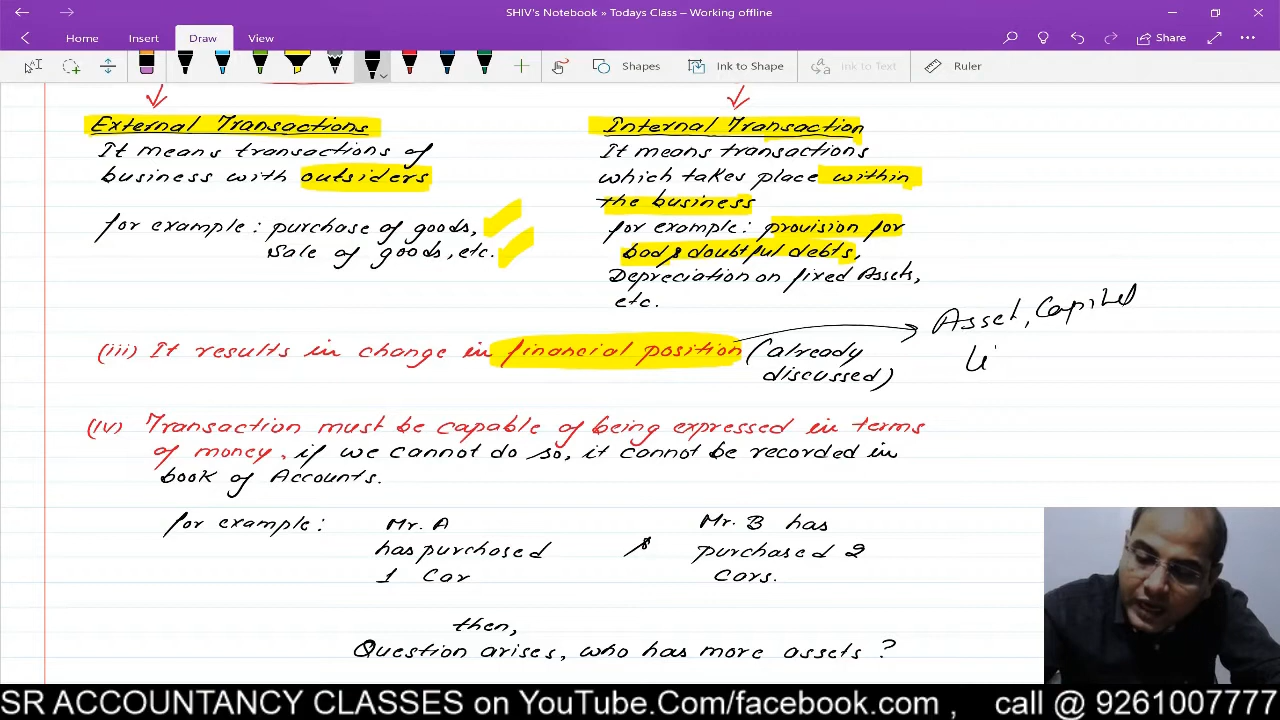 SHIV's Notebook » Todays Class – Working offline
Home Insert Draw View
Share
Shapes Ink to Shape Ink to Text Ruler
External Transactions
It means transactions of
business with outsiders
for example: purchase of goods,
Sale of goods, etc.
Internal Transaction
It means transactions
which takes place within
the business
for example: provision for
bad & doubtful debts,
Depreciation on fixed Assets,
etc.
Asset, Capital
Li
(iii) It results in change in financial position (already
discussed)
(iv) Transaction must be capable of being expressed in terms
of money. if we cannot do so, it cannot be recorded in
book of Accounts.
for example:
Mr. A
has purchased
1 Car
&
Mr. B has
purchased 2
Cars.
then,
Question arises, who has more assets ?
SR ACCOUNTANCY CLASSES on YouTube.Com/facebook.com , call @ 9261007777